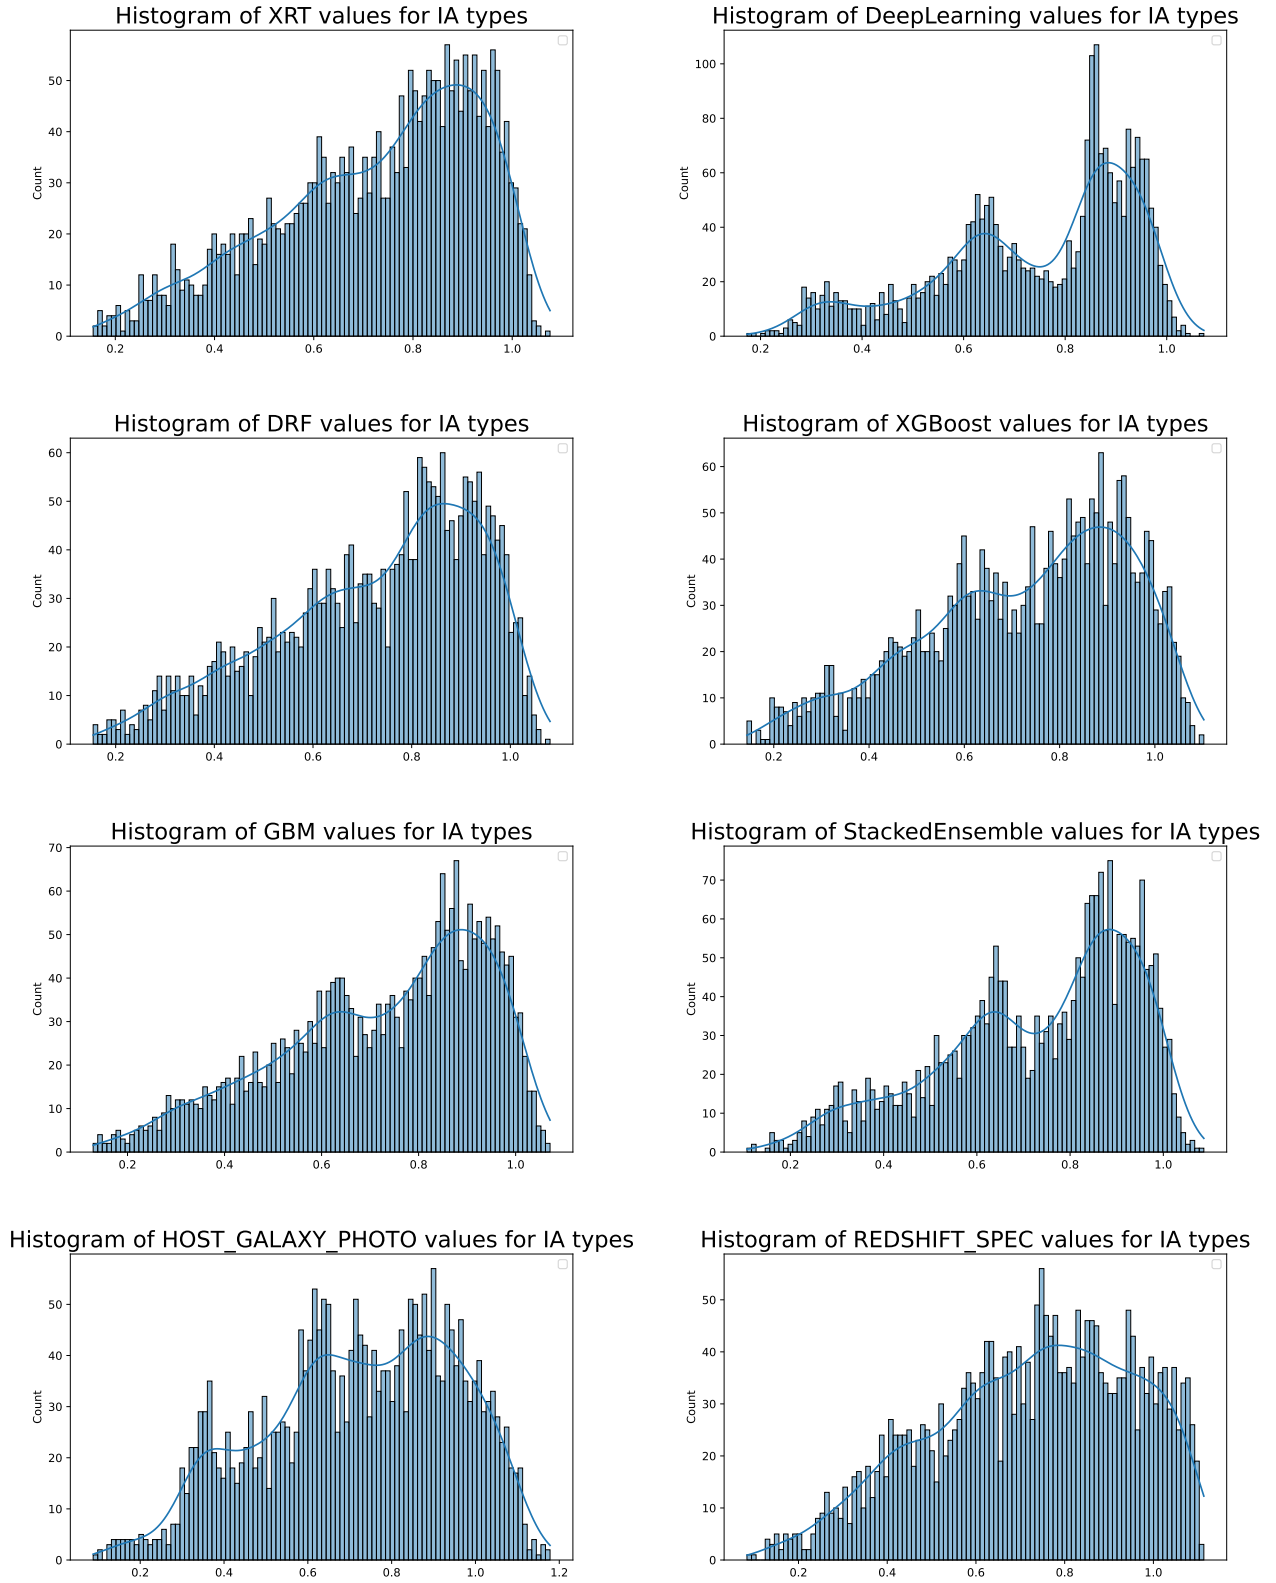 Histogram of XRT values for IA types
Count
50
40
30
20
10
0
0.2 0.4 0.6 0.8 1.0
Histogram of DeepLearning values for IA types
Count
100
80
60
40
20
0
0.2 0.4 0.6 0.8 1.0
Histogram of DRF values for IA types
Count
60
50
40
30
20
10
0
0.2 0.4 0.6 0.8 1.0
Histogram of XGBoost values for IA types
Count
60
50
40
30
20
10
0
0.2 0.4 0.6 0.8 1.0
Histogram of GBM values for IA types
Count
70
60
50
40
30
20
10
0
0.2 0.4 0.6 0.8 1.0
Histogram of StackedEnsemble values for IA types
Count
70
60
50
40
30
20
10
0
0.2 0.4 0.6 0.8 1.0
Histogram of HOST_GALAXY_PHOTO values for IA types
Count
50
40
30
20
10
0
0.2 0.4 0.6 0.8 1.0 1.2
Histogram of REDSHIFT_SPEC values for IA types
Count
50
40
30
20
10
0
0.2 0.4 0.6 0.8 1.0